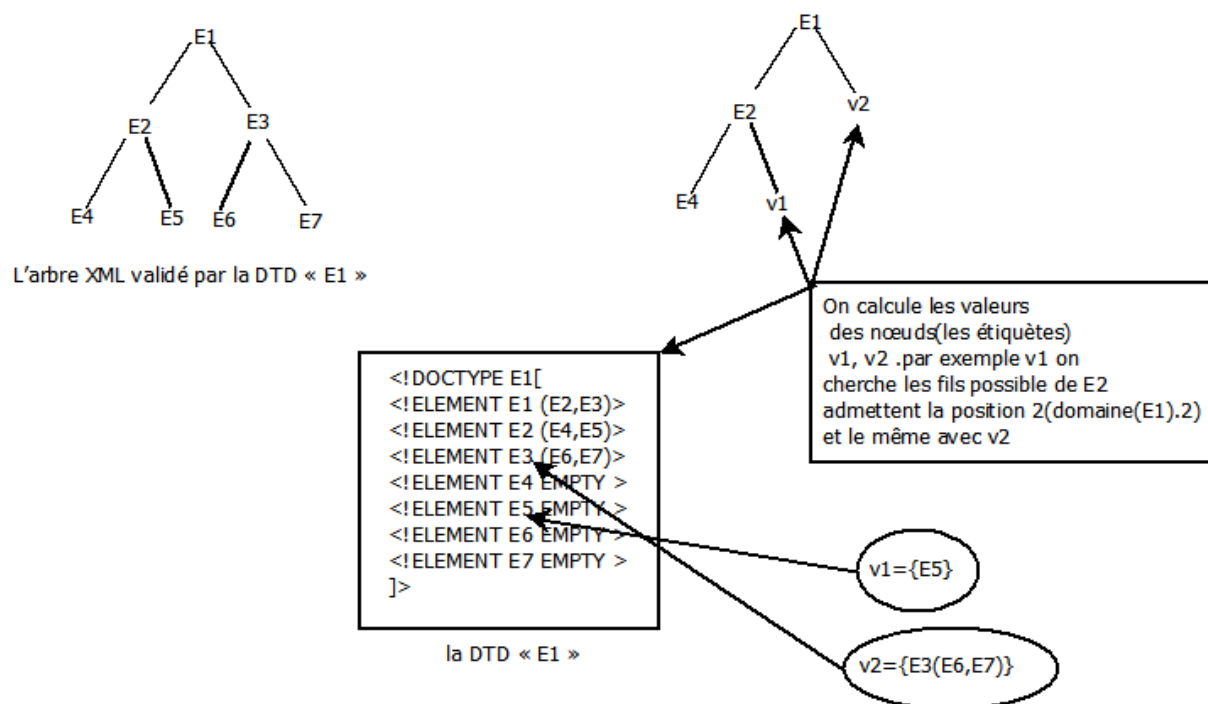 E1
E2
E3
E4
E5
E6
E7
L'arbre XML validé par la DTD « E1 »
E1
E2
v2
E4
v1
On calcule les valeurs
des nœuds(les étiquètes)
v1, v2 .par exemple v1 on
cherche les fils possible de E2
admettent la position 2(domaine(E1).2)
et le même avec v2
<!DOCTYPE E1[
<!ELEMENT E1 (E2,E3)>
<!ELEMENT E2 (E4,E5)>
<!ELEMENT E3 (E6,E7)>
<!ELEMENT E4 EMPTY >
<!ELEMENT E5 EMPTY >
<!ELEMENT E6 EMPTY >
<!ELEMENT E7 EMPTY >
]>
la DTD « E1 »
v1={E5}
v2={E3(E6,E7)}